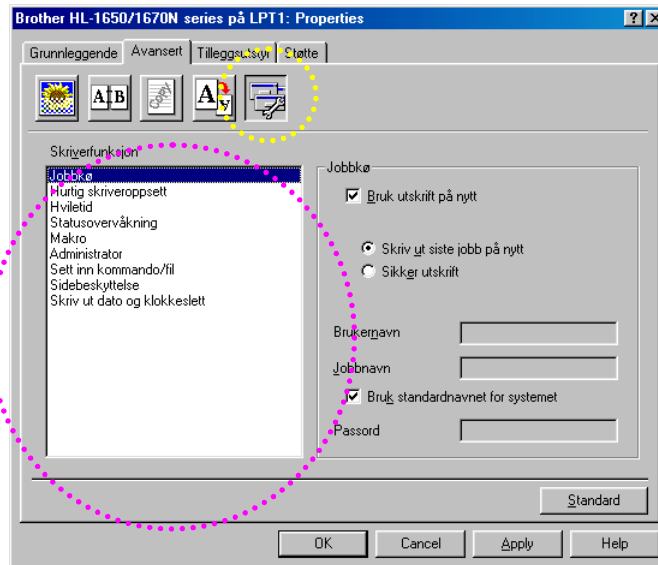 Brother HL-1650/1670N series på LPT1: Properties
Grunnleggende Avansert Tilleggsutstyr Støtte
A B Copy A A
Skriverfunksjon
Jobbkø
Hurtig skriveroppsett
Hviletid
Statusovervåkning
Makro
Administrator
Sett inn kommando/fil
Sidebeskyttelse
Skriv ut dato og klokkeslett
Jobbkø
Bruk utskrift på nytt
Skriv ut siste jobb på nytt
Sikker utskrift
Brukernavn
Jobbnavn
Bruk standardnavnet for systemet
Passord
Standard
OK Cancel Apply Help